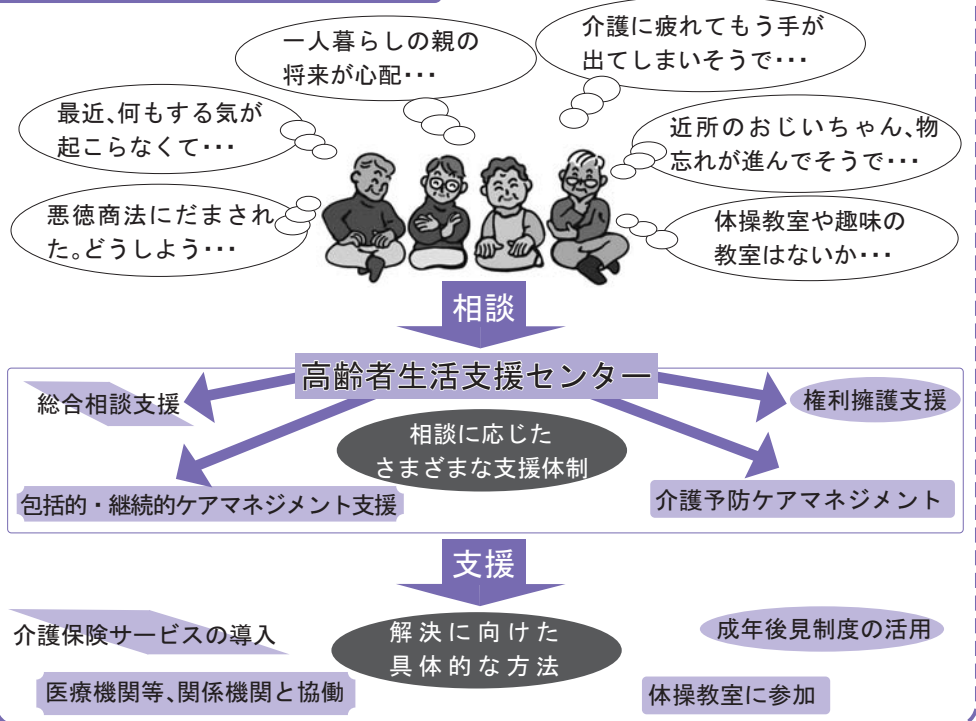 一人暮らしの親の
将来が心配･･･
介護に疲れてもう手が
出てしまいそうで･･･
最近、何もする気が
起こらなくて･･･
近所のおじいちゃん、物
忘れが進んでそうで･･･
悪徳商法にだまされ
た。どうしよう･･･
体操教室や趣味の
教室はないか･･･
相談
高齢者生活支援センター
総合相談支援
権利擁護支援
相談に応じた
さまざまな支援体制
包括的・継続的ケアマネジメント支援
介護予防ケアマネジメント
支援
介護保険サービスの導入
解決に向けた
具体的な方法
成年後見制度の活用
医療機関等、関係機関と協働
体操教室に参加